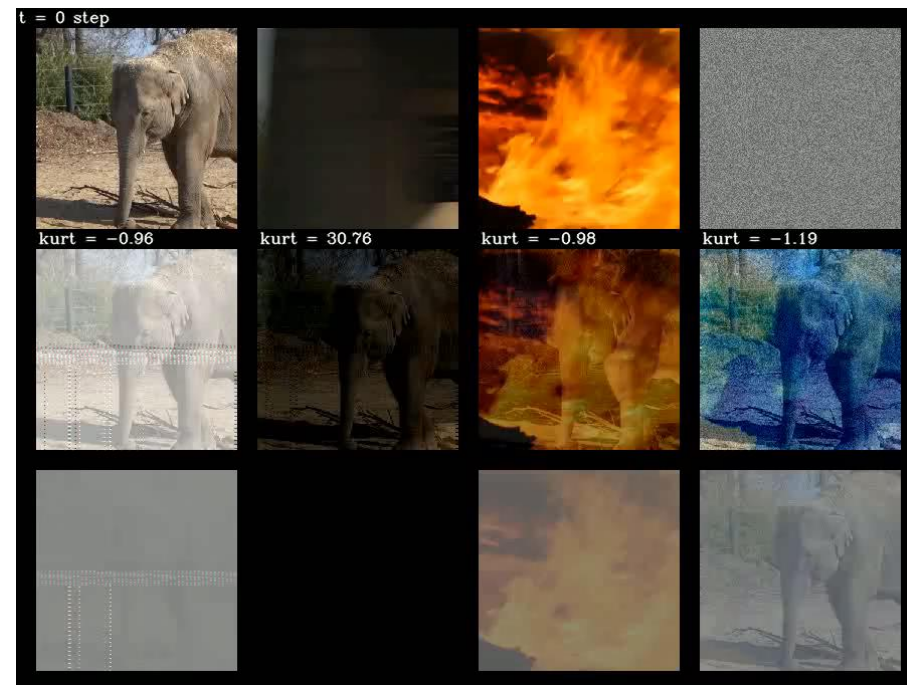 t = 0 step
kurt = −0.96
kurt = 30.76
kurt = −0.98
kurt = −1.19